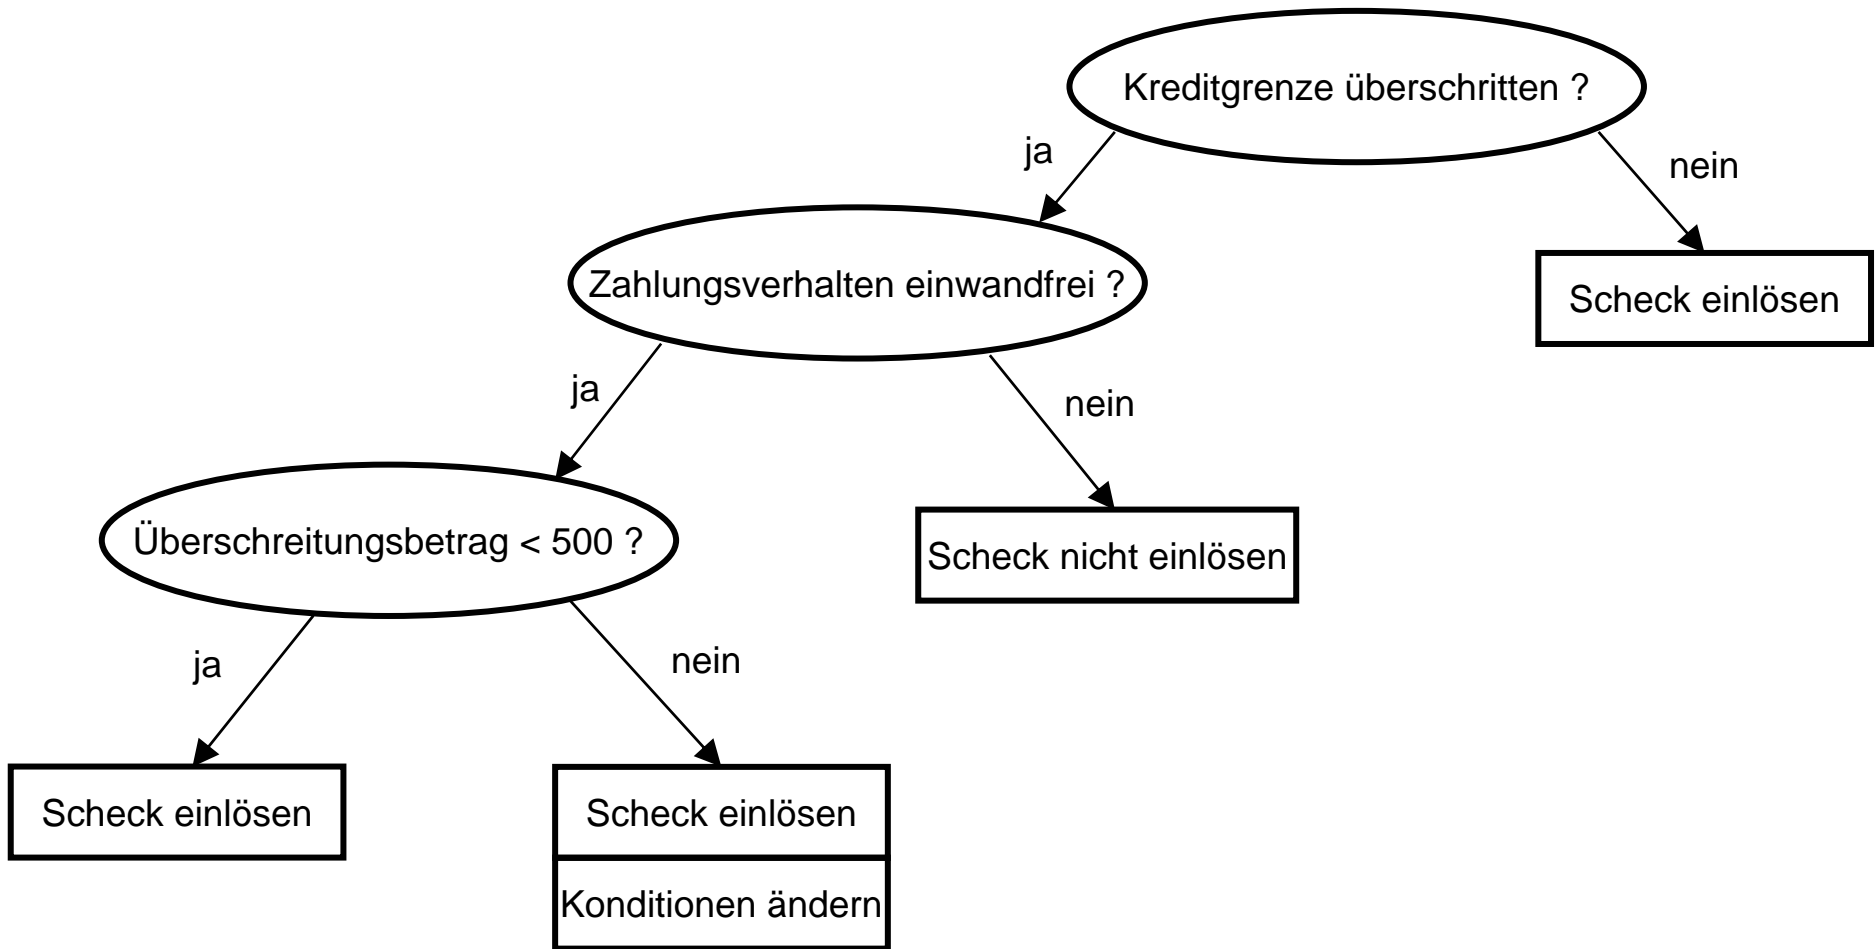 Kreditgrenze überschritten ?
ja
nein
Zahlungsverhalten einwandfrei ?
Scheck einlösen
ja
nein
Überschreitungsbetrag < 500 ?
Scheck nicht einlösen
ja
nein
Scheck einlösen
Scheck einlösen
Konditionen ändern